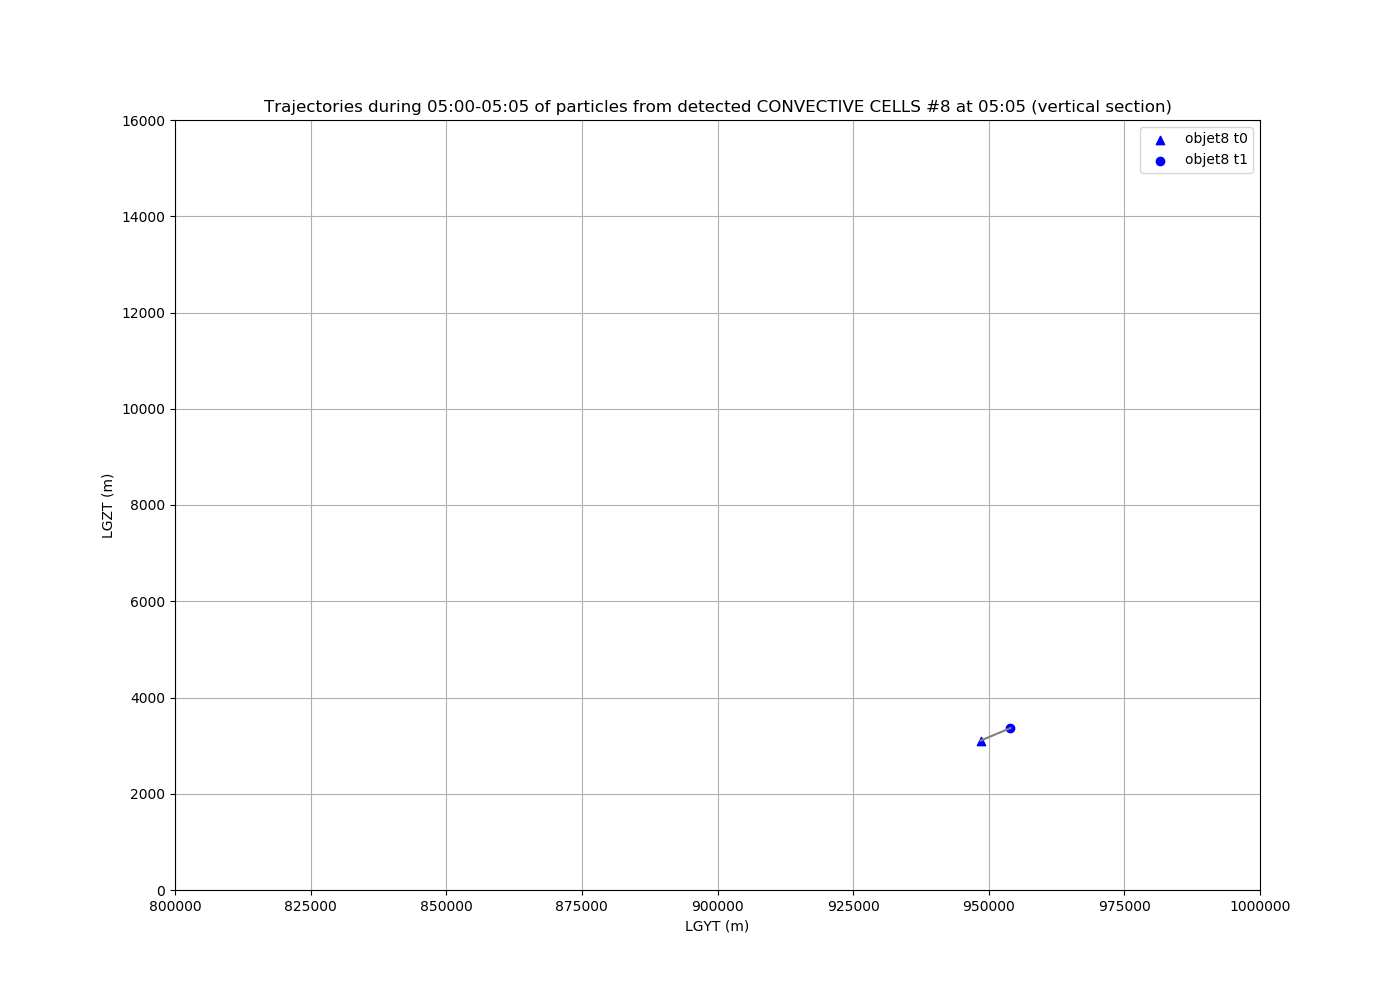 Trajectories during 05:00-05:05 of particles from detected CONVECTIVE CELLS #8 at 05:05 (vertical section)
objet8 t0
objet8 t1
16000
14000
12000
10000
8000
6000
4000
2000
0
LGZT (m)
800000 825000 850000 875000 900000 925000 950000 975000 1000000
LGYT (m)